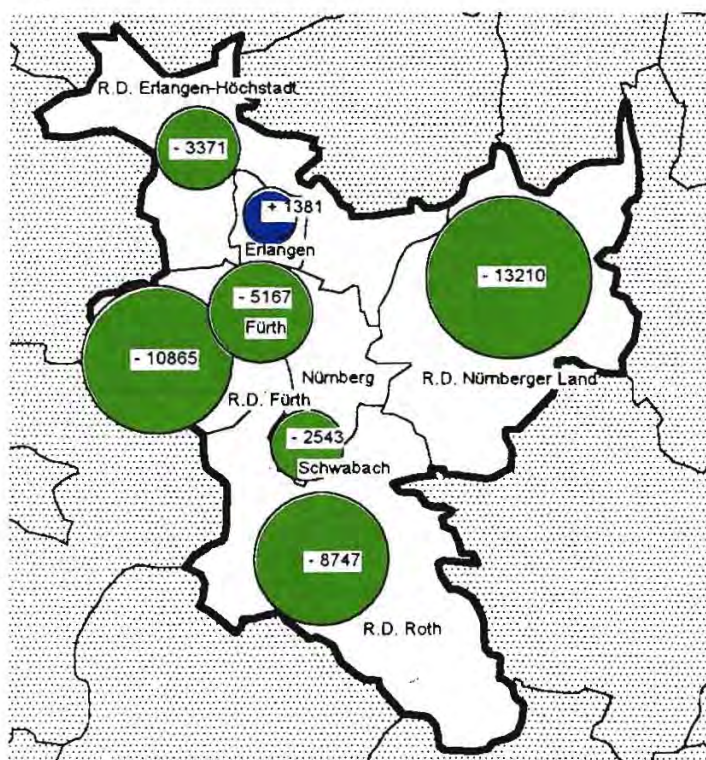 R.D. Erlangen-Höchstadt
- 3371
+ 1381
Erlangen
- 5167
Fürth
- 13210
- 10865
Nürnberg
R.D. Nürnberger Land
R.D. Fürth
- 2543
Schwabach
- 8747
R.D. Roth